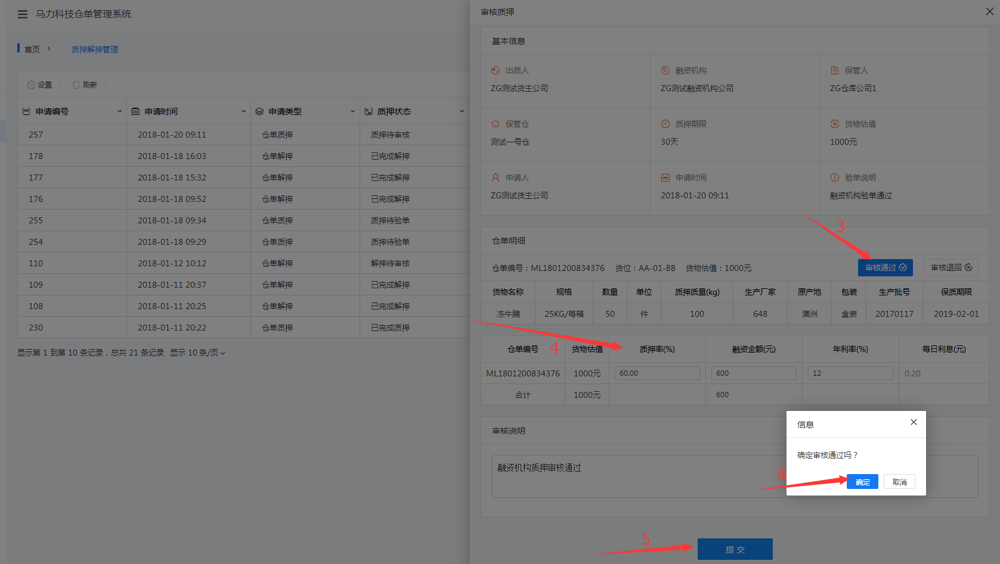 马力科技仓单管理系统
首页
质押解押管理
设置 刷新
申请编号 申请时间 申请类型 质押状态
257 2018-01-20 09:11 仓单质押 质押待审核
178 2018-01-18 16:03 仓单解押 已完成解押
177 2018-01-18 15:32 仓单解押 已完成解押
176 2018-01-18 09:52 仓单解押 已完成解押
255 2018-01-18 09:34 仓单质押 质押待验单
254 2018-01-18 09:29 仓单质押 质押待验单
110 2018-01-12 10:12 仓单解押 解押待审核
109 2018-01-11 20:37 仓单解押 已完成解押
108 2018-01-11 20:25 仓单解押 已完成解押
230 2018-01-11 20:22 仓单质押 已完成质押
显示第 1 到第 10 条记录，总共 21 条记录 显示 10 条/页
审核质押
基本信息
出质人 融资机构 保管人
ZG测试货主公司 ZG测试融资机构公司 ZG仓库公司1
保管仓 质押期限 货物估值
测试一号仓 30天 1000元
申请人 申请时间 验单说明
ZG测试货主公司 2018-01-20 09:11 融资机构验单通过
3
仓单明细
仓单编号：ML1801200834376 货位：AA-01-BB 货物估值：1000元 审核通过 审核退回
货物名称 规格 数量 单位 质押质量(kg) 生产厂家 原产地 包装 生产批号 保质期限
冻牛腩 25KG/每箱 50 件 100 648 澳洲 盒装 20170117 2019-02-01
4
仓单编号 货物估值 质押率(%) 融资金额(元) 年利率(%) 每日利息(元)
ML1801200834376 1000元 60.00 600 12 0.20
合计 1000元 600
审核说明
融资机构质押审核通过
信息
确定审核通过吗？
6
确定 取消
5
提 交